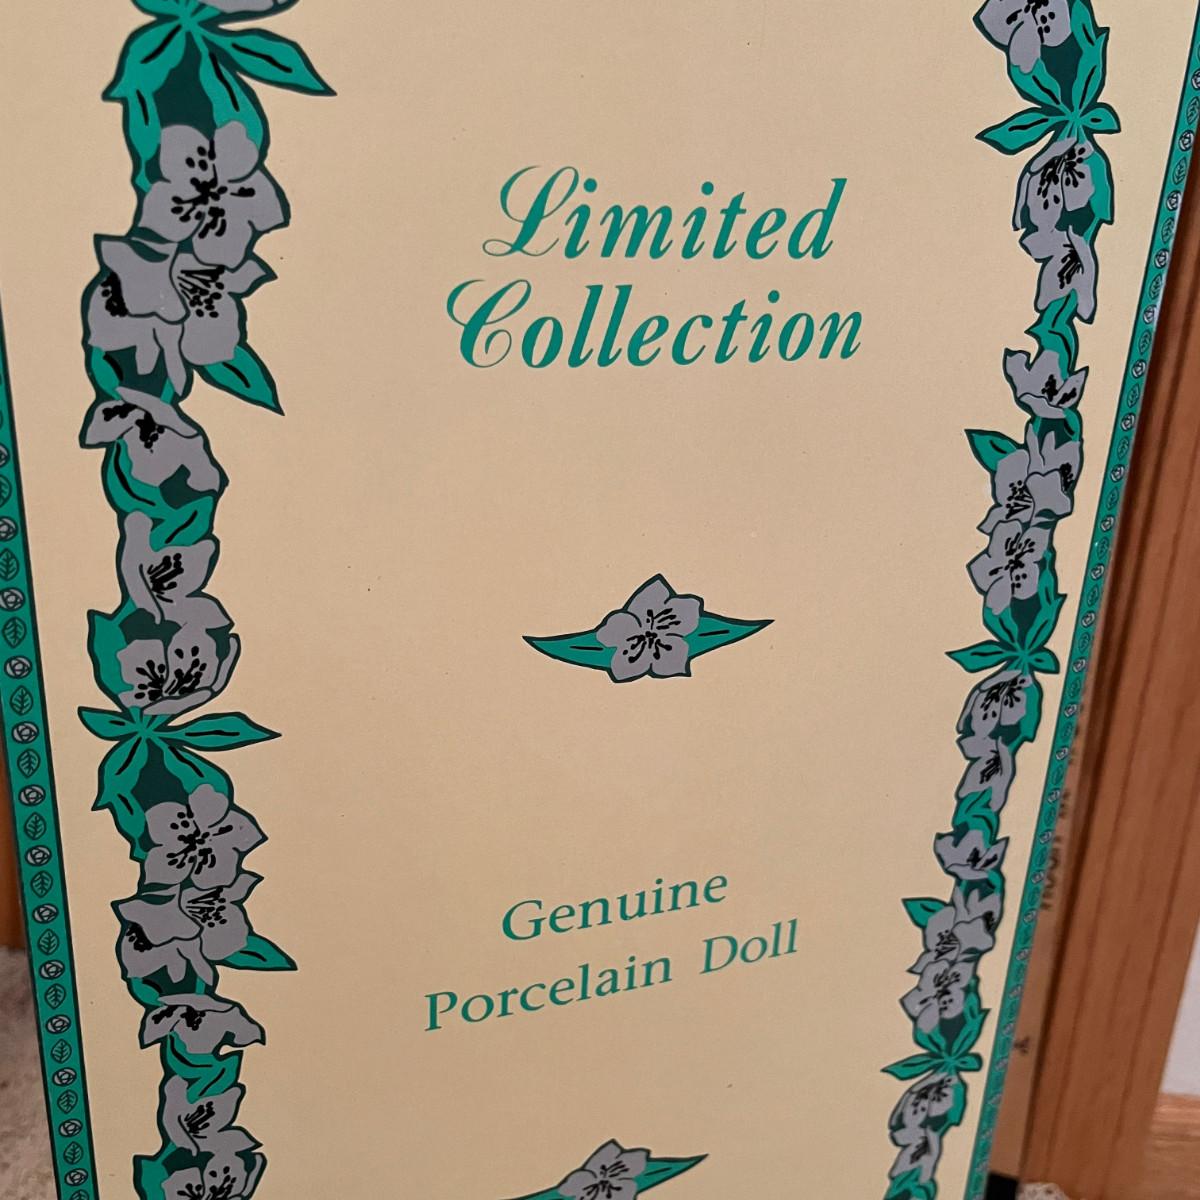 Limited
Collection
Genuine
Porcelain Doll